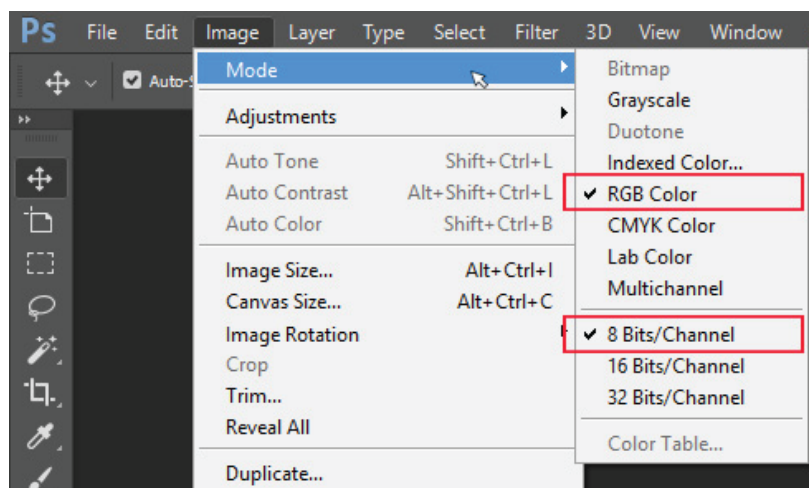 Ps File Edit Image Layer Type Select Filter 3D View Window
Auto-S
Mode
Adjustments
Auto Tone Shift+Ctrl+L
Auto Contrast Alt+Shift+Ctrl+L
Auto Color Shift+Ctrl+B
Image Size... Alt+Ctrl+I
Canvas Size... Alt+Ctrl+C
Image Rotation
Crop
Trim...
Reveal All
Duplicate...
Bitmap
Grayscale
Duotone
Indexed Color...
RGB Color
CMYK Color
Lab Color
Multichannel
8 Bits/Channel
16 Bits/Channel
32 Bits/Channel
Color Table...